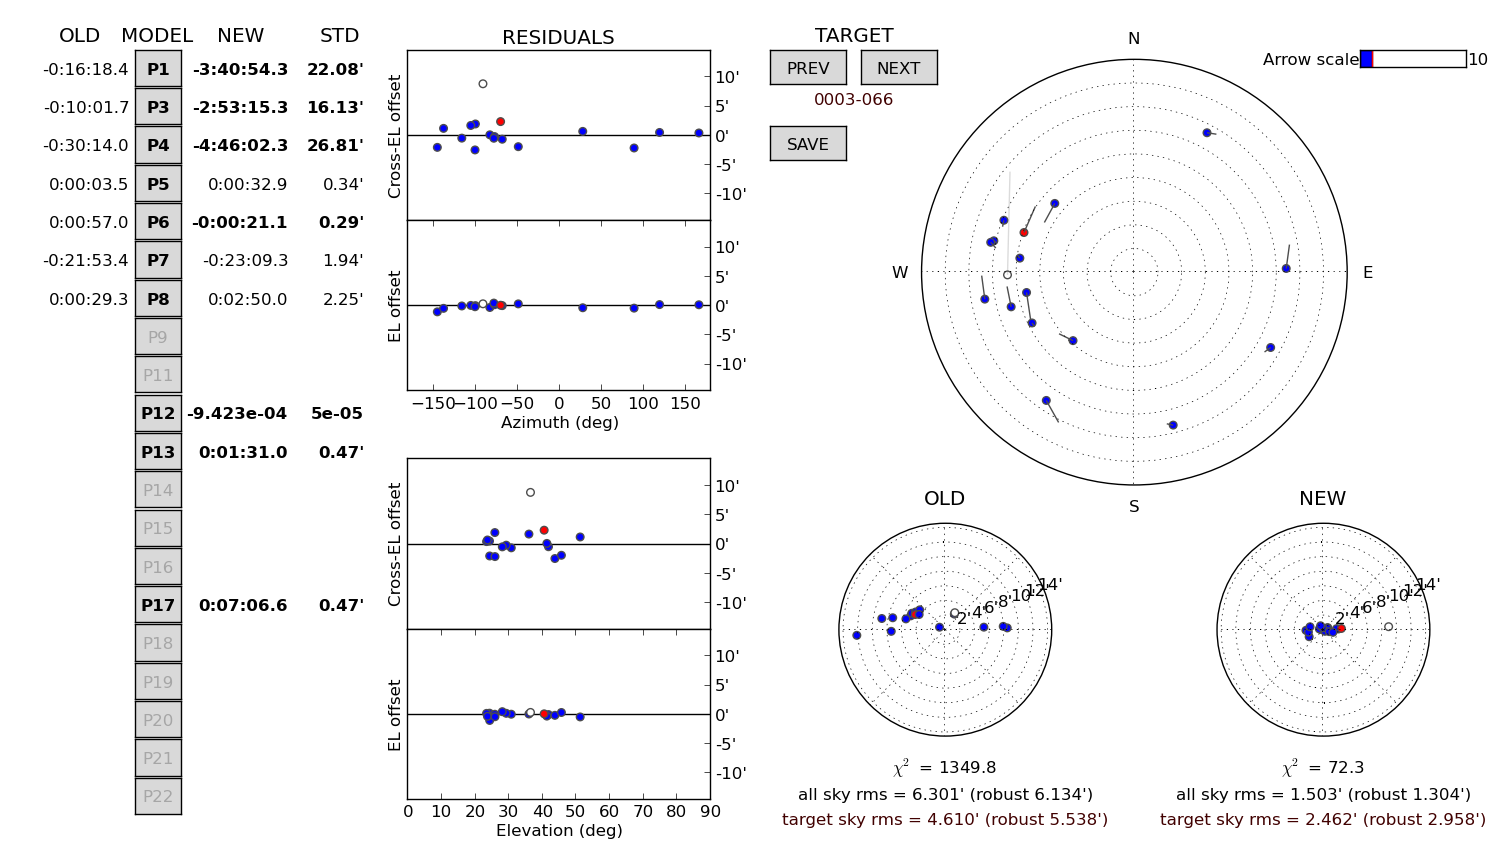 OLD MODEL NEW STD
-0:16:18.4 P1 -3:40:54.3 22.08'
-0:10:01.7 P3 -2:53:15.3 16.13'
-0:30:14.0 P4 -4:46:02.3 26.81'
0:00:03.5 P5 0:00:32.9 0.34'
0:00:57.0 P6 -0:00:21.1 0.29'
-0:21:53.4 P7 -0:23:09.3 1.94'
0:00:29.3 P8 0:02:50.0 2.25'
P9
P11
P12 -9.423e-04 5e-05
P13 0:01:31.0 0.47'
P14
P15
P16
P17 0:07:06.6 0.47'
P18
P19
P20
P21
P22
RESIDUALS
Cross-EL offset
10'
5'
0'
-5'
-10'
EL offset
10'
5'
0'
-5'
-10'
−150 −100 −50 0 50 100 150
Azimuth (deg)
Cross-EL offset
10'
5'
0'
-5'
-10'
EL offset
10'
5'
0'
-5'
-10'
0 10 20 30 40 50 60 70 80 90
Elevation (deg)
TARGET
PREV NEXT
0003-066
SAVE
N
W E
S
Arrow scale 10
OLD
2' 4' 6' 8' 10' 12' 14'
χ² = 1349.8
all sky rms = 6.301' (robust 6.134')
target sky rms = 4.610' (robust 5.538')
NEW
2' 4' 6' 8' 10' 12' 14'
χ² = 72.3
all sky rms = 1.503' (robust 1.304')
target sky rms = 2.462' (robust 2.958')